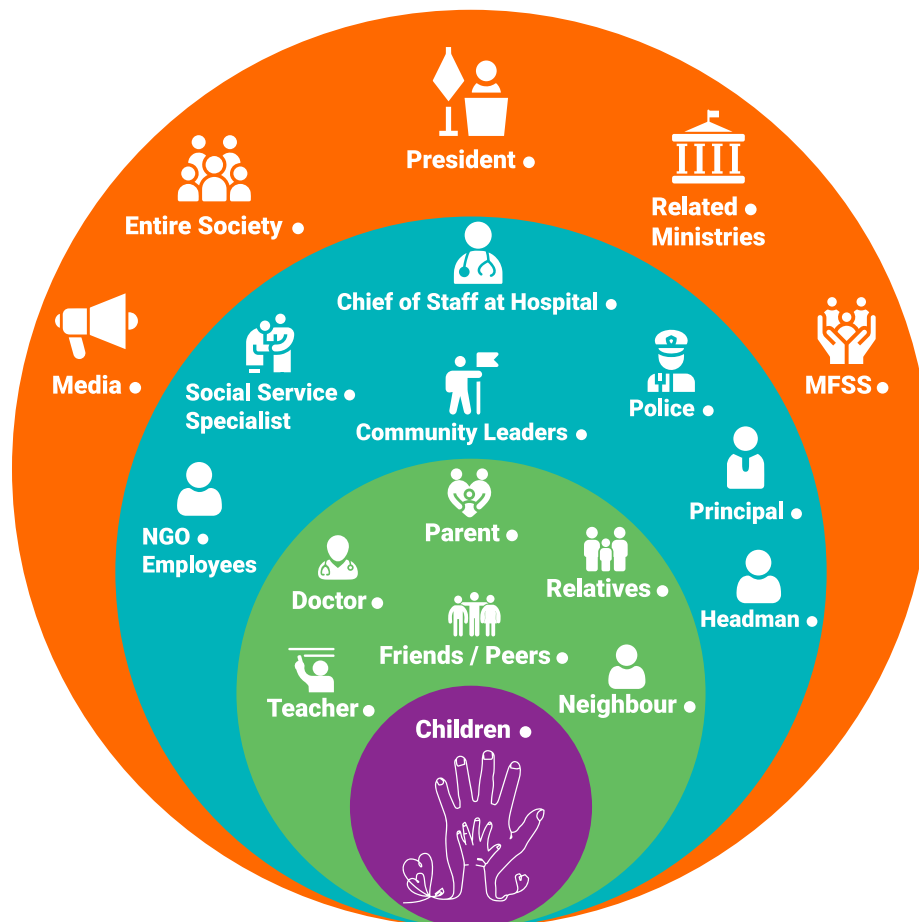 President
Entire Society
Related
Ministries
Media
MFSS
Chief of Staff at Hospital
Social Service
Specialist
Community Leaders
Police
NGO
Employees
Principal
Headman
Parent
Doctor
Relatives
Friends / Peers
Teacher
Neighbour
Children